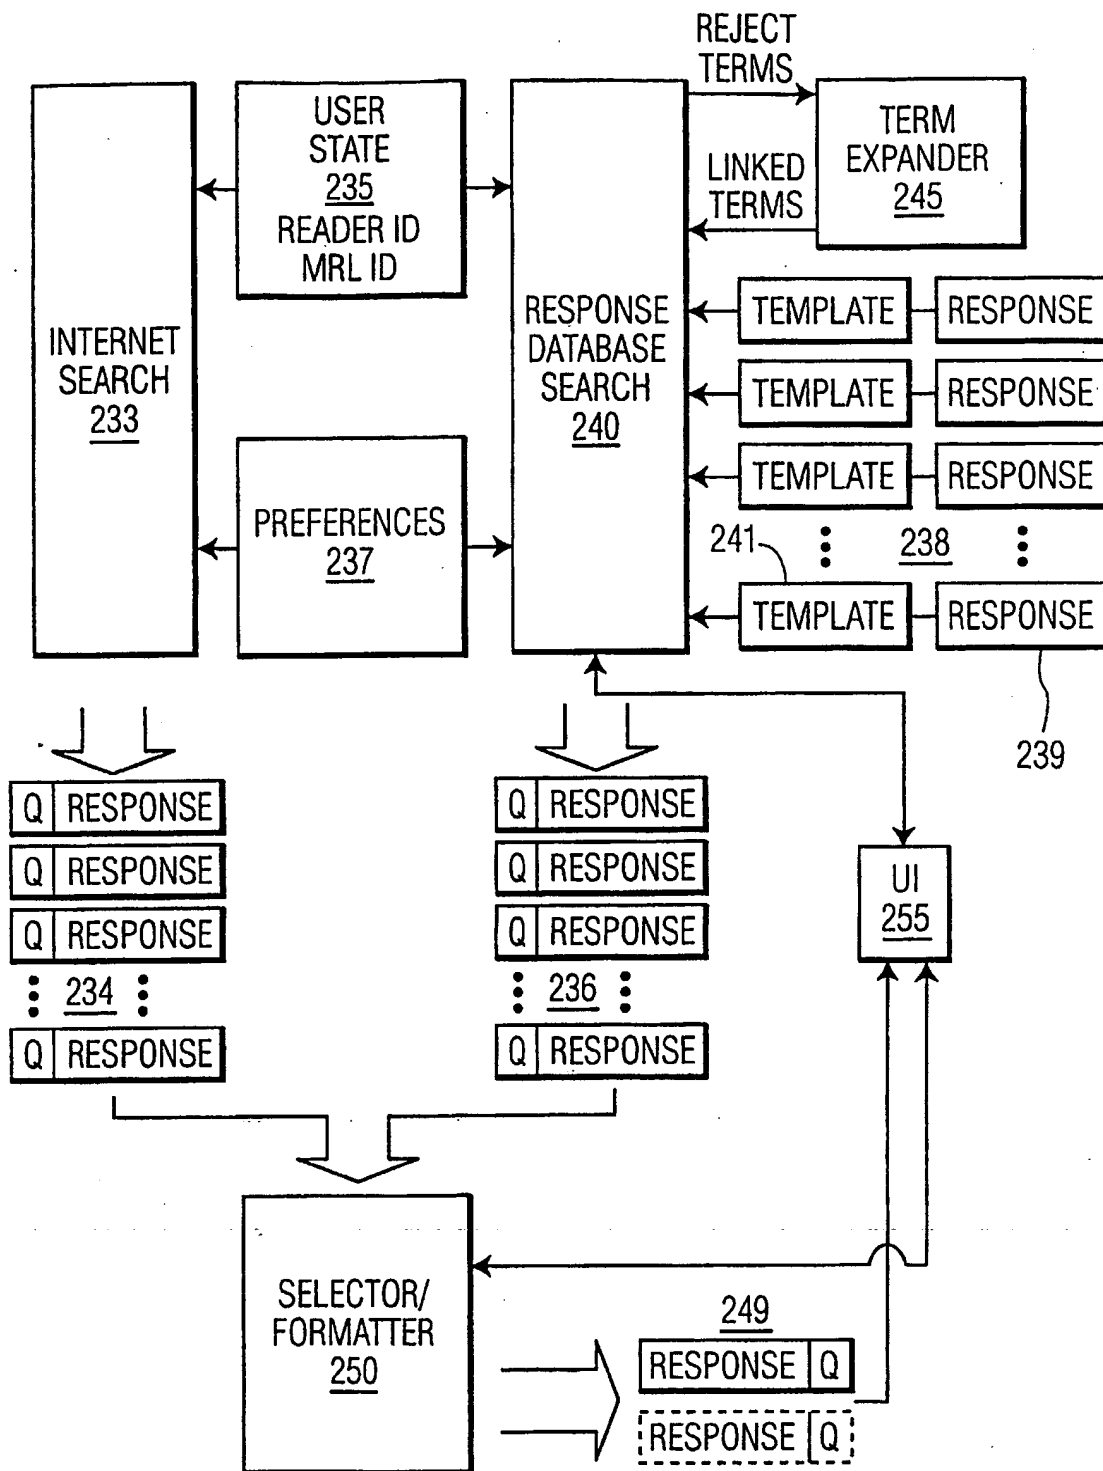 REJECT
TERMS
USER
STATE
235
READER ID
MRL ID
TERM
EXPANDER
245
LINKED
TERMS
INTERNET
SEARCH
233
RESPONSE
DATABASE
SEARCH
240
TEMPLATE RESPONSE
TEMPLATE RESPONSE
TEMPLATE RESPONSE
PREFERENCES
237
241
238
TEMPLATE RESPONSE
239
Q RESPONSE
Q RESPONSE
Q RESPONSE
234
Q RESPONSE
Q RESPONSE
Q RESPONSE
Q RESPONSE
236
Q RESPONSE
UI
255
SELECTOR/
FORMATTER
250
249
RESPONSE Q
RESPONSE Q